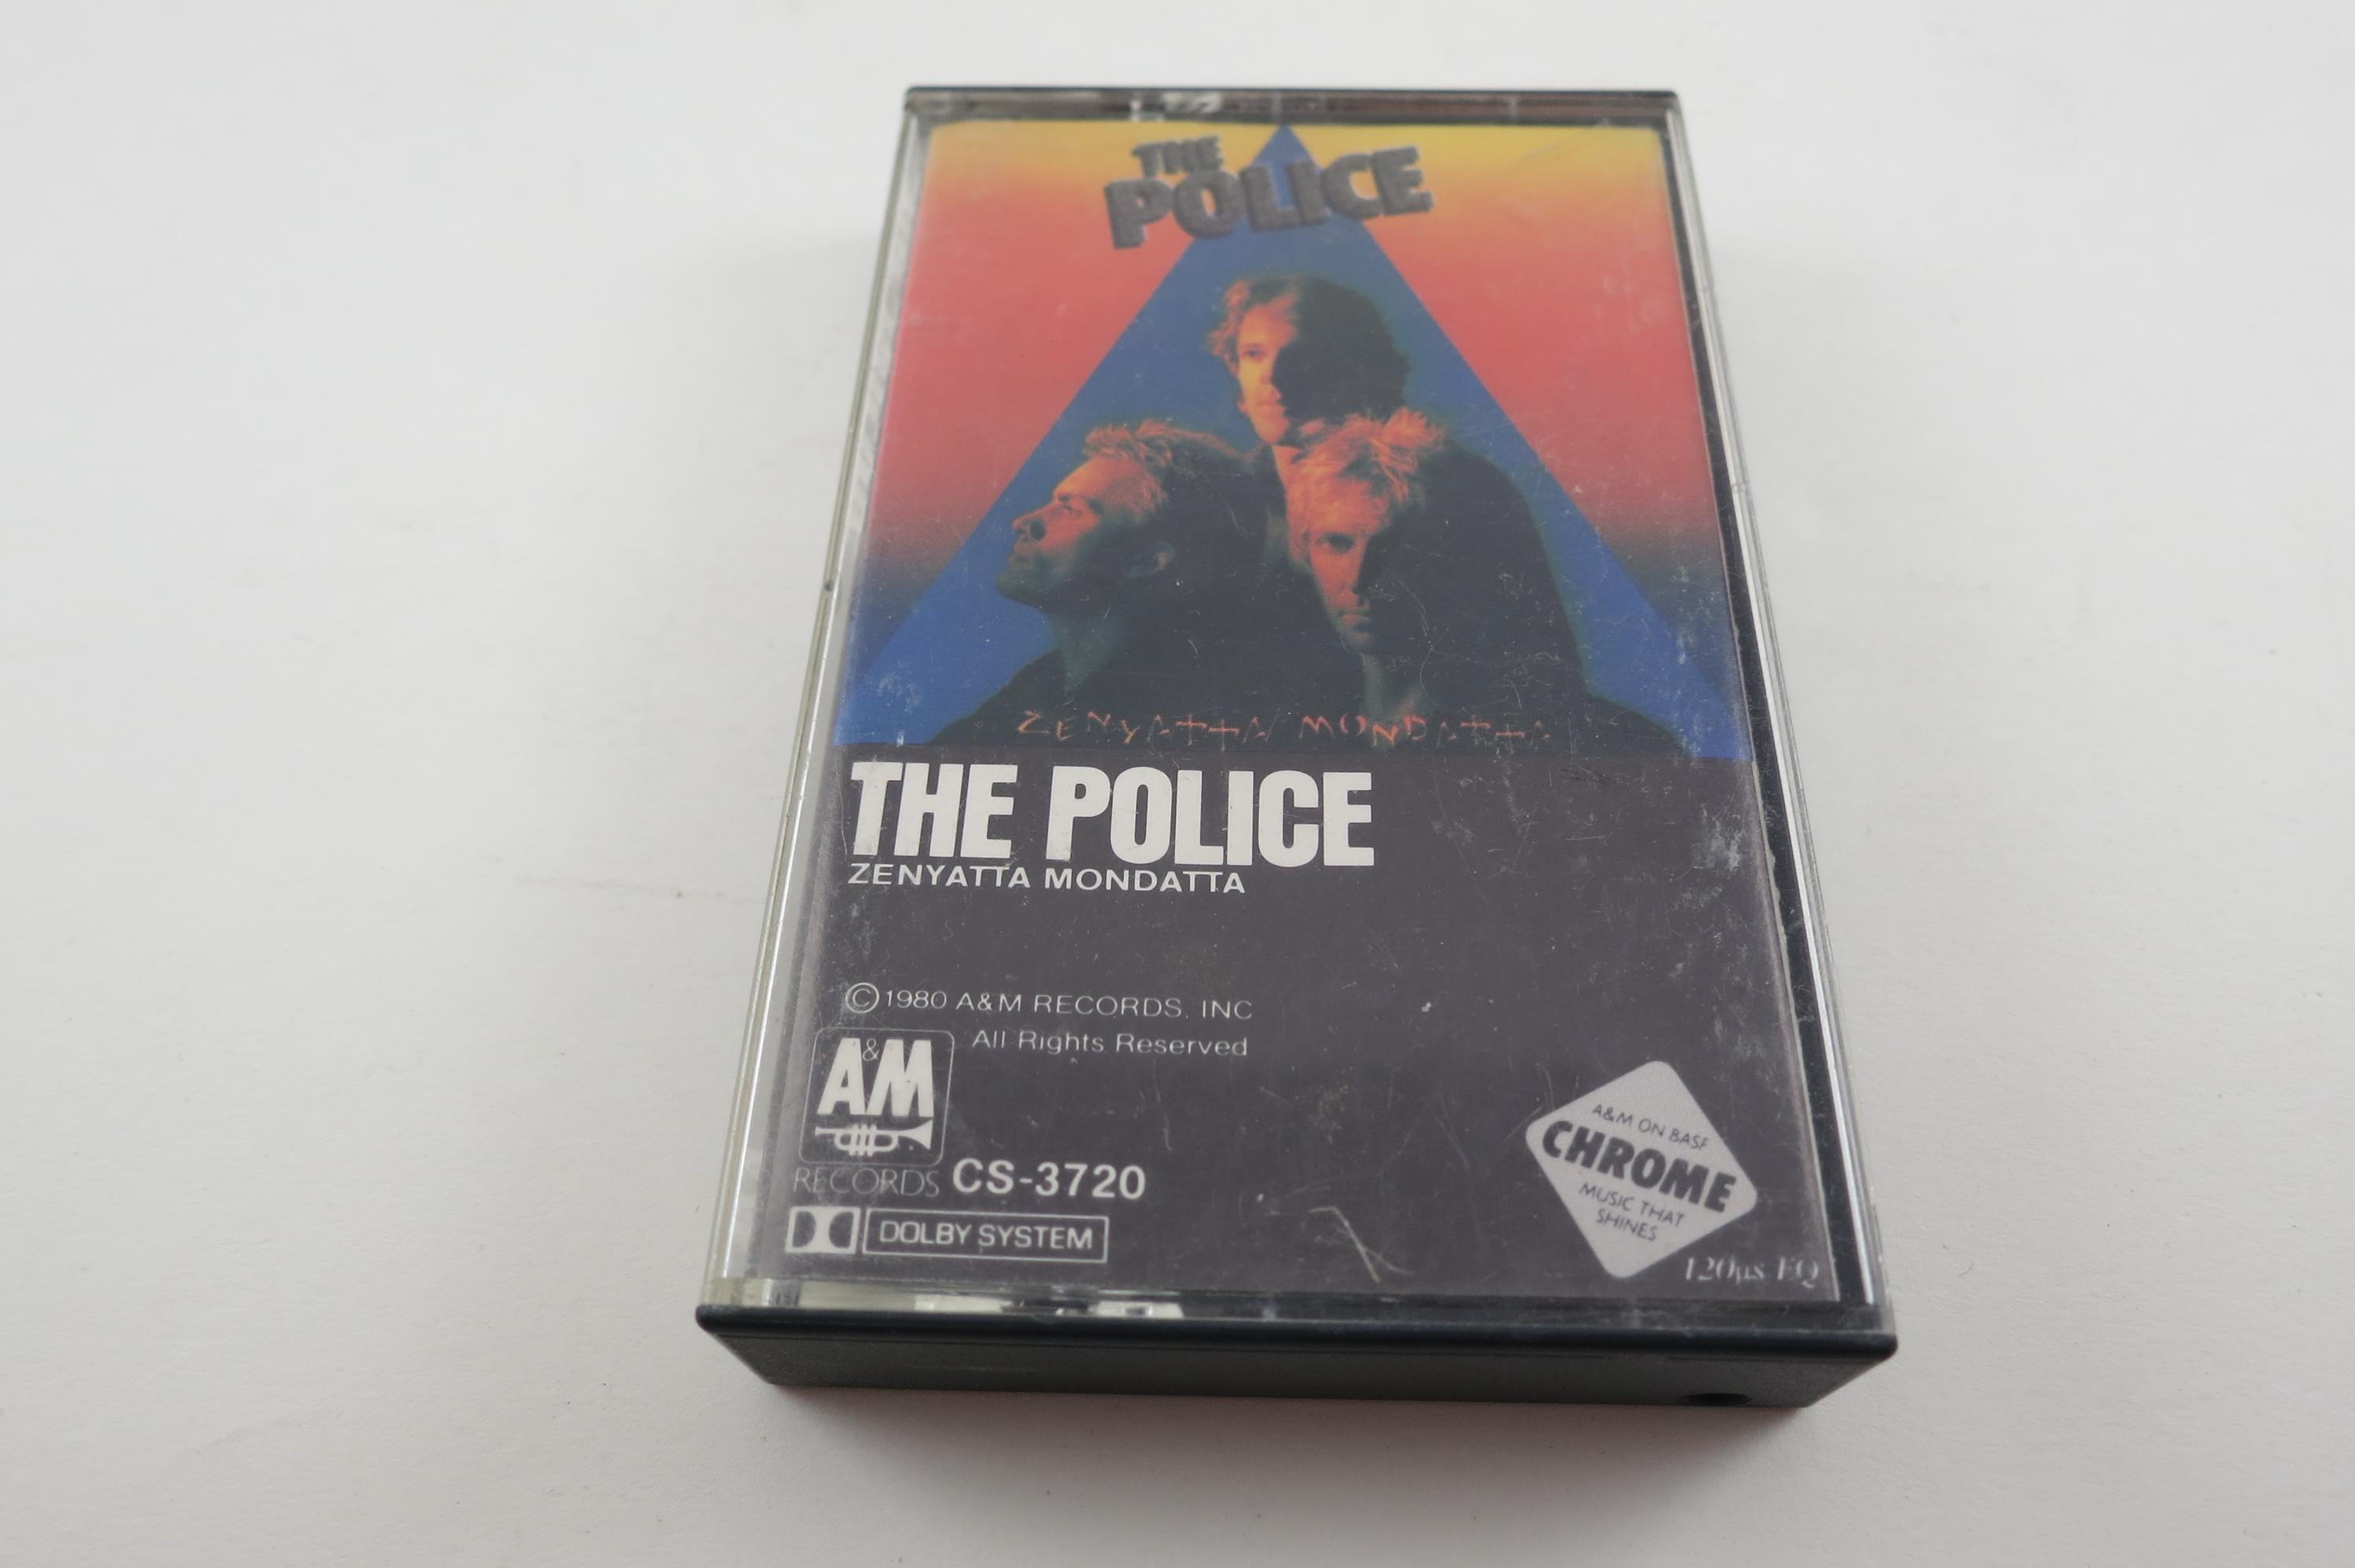 THE
POLICE
ZENYATTA MONDATTA
THE POLICE
ZENYATTA MONDATTA
©1980 A&M RECORDS, INC
All Rights Reserved
A&M
RECORDS CS-3720
DOLBY SYSTEM
A&M ON BASF
CHROME
MUSIC THAT
SHINES
120µs EQ